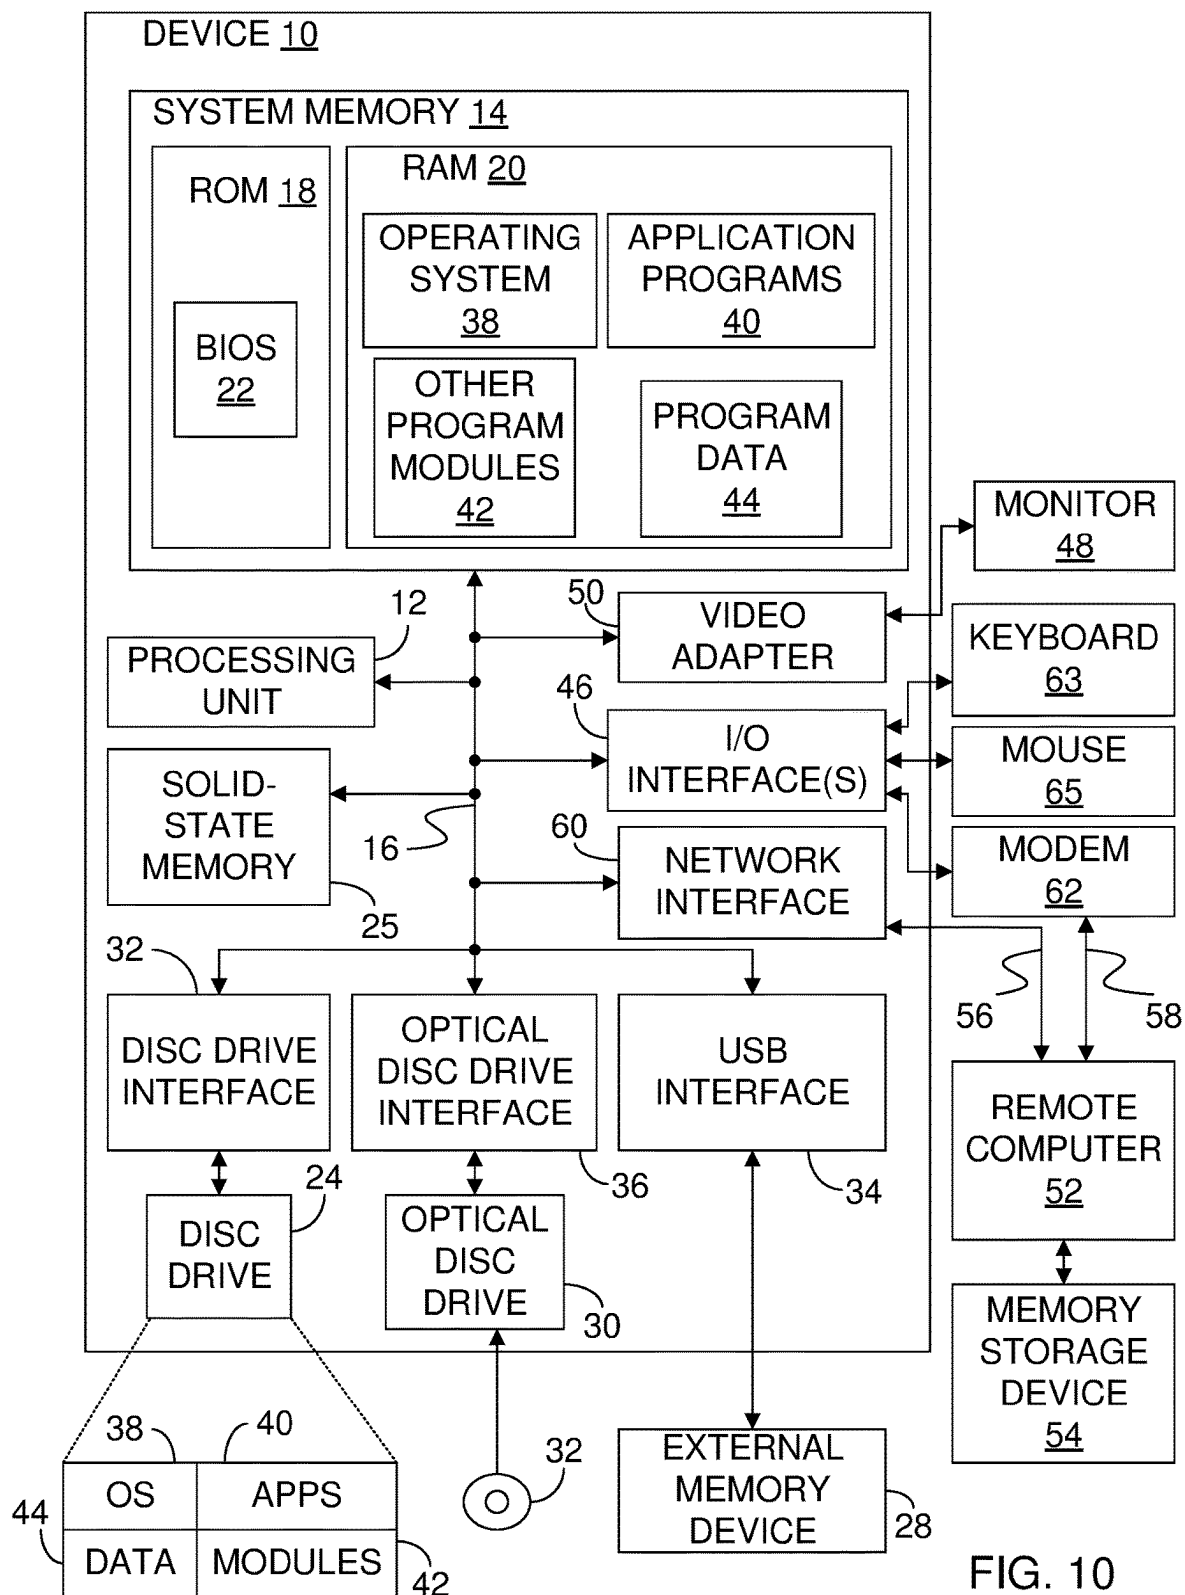 DEVICE 10
SYSTEM MEMORY 14
ROM 18
BIOS
22
RAM 20
OPERATING
SYSTEM
38
APPLICATION
PROGRAMS
40
OTHER
PROGRAM
MODULES
42
PROGRAM
DATA
44
MONITOR
48
12
PROCESSING
UNIT
50
VIDEO
ADAPTER
KEYBOARD
63
46
I/O
INTERFACE(S)
MOUSE
65
SOLID-
STATE
MEMORY
25
16
60
NETWORK
INTERFACE
MODEM
62
56
58
32
DISC DRIVE
INTERFACE
OPTICAL
DISC DRIVE
INTERFACE
36
USB
INTERFACE
34
REMOTE
COMPUTER
52
24
DISC
DRIVE
OPTICAL
DISC
DRIVE
30
MEMORY
STORAGE
DEVICE
54
38
40
OS
APPS
44
DATA
MODULES
42
32
EXTERNAL
MEMORY
DEVICE
28
FIG. 10